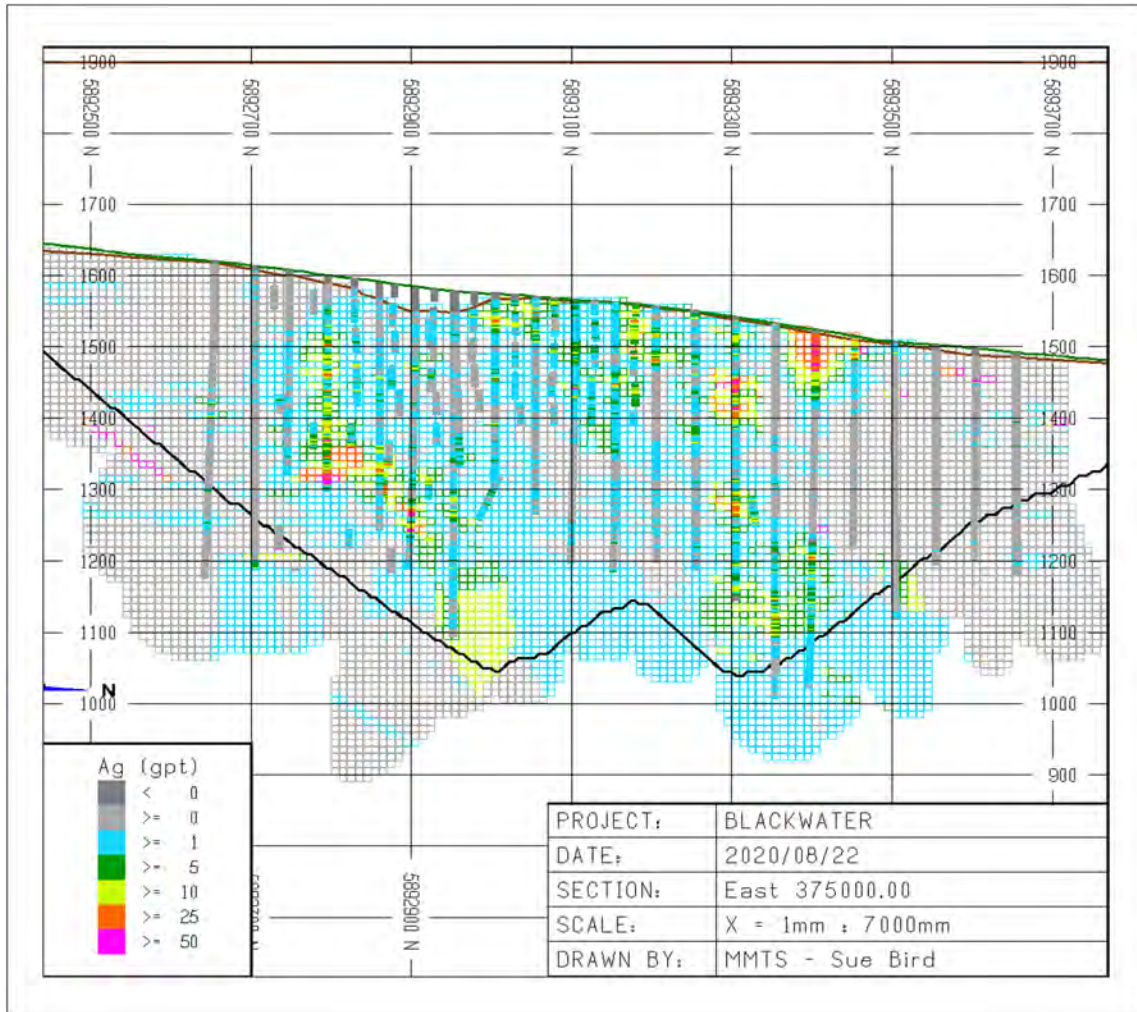 1900 1900
5892500 N 5892700 N 5892900 N 5893100 N 5893300 N 5893500 N 5893700 N
1700 1700
1600 1600
1500 1500
1400 1400
1300 1300
1200 1200
1100 1100
N
1000 1000
900
Ag (gpt)
< 0
>= 0
>= 1
>= 5
>= 10
>= 25
>= 50
5892900 N
PROJECT: BLACKWATER
DATE: 2020/08/22
SECTION: East 375000.00
SCALE: X = 1mm : 7000mm
DRAWN BY: MMTS - Sue Bird